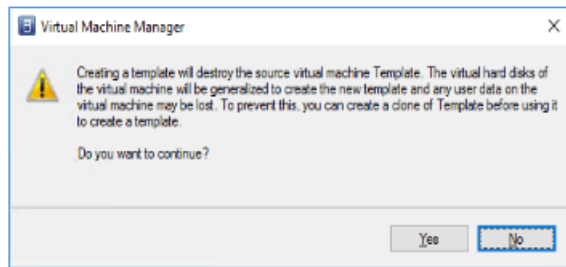 Virtual Machine Manager
Creating a template will destroy the source virtual machine Template. The virtual hard disks of
the virtual machine will be generalized to create the new template and any user data on the
virtual machine may be lost. To prevent this, you can create a clone of Template before using it
to create a template.
Do you want to continue?
Yes No